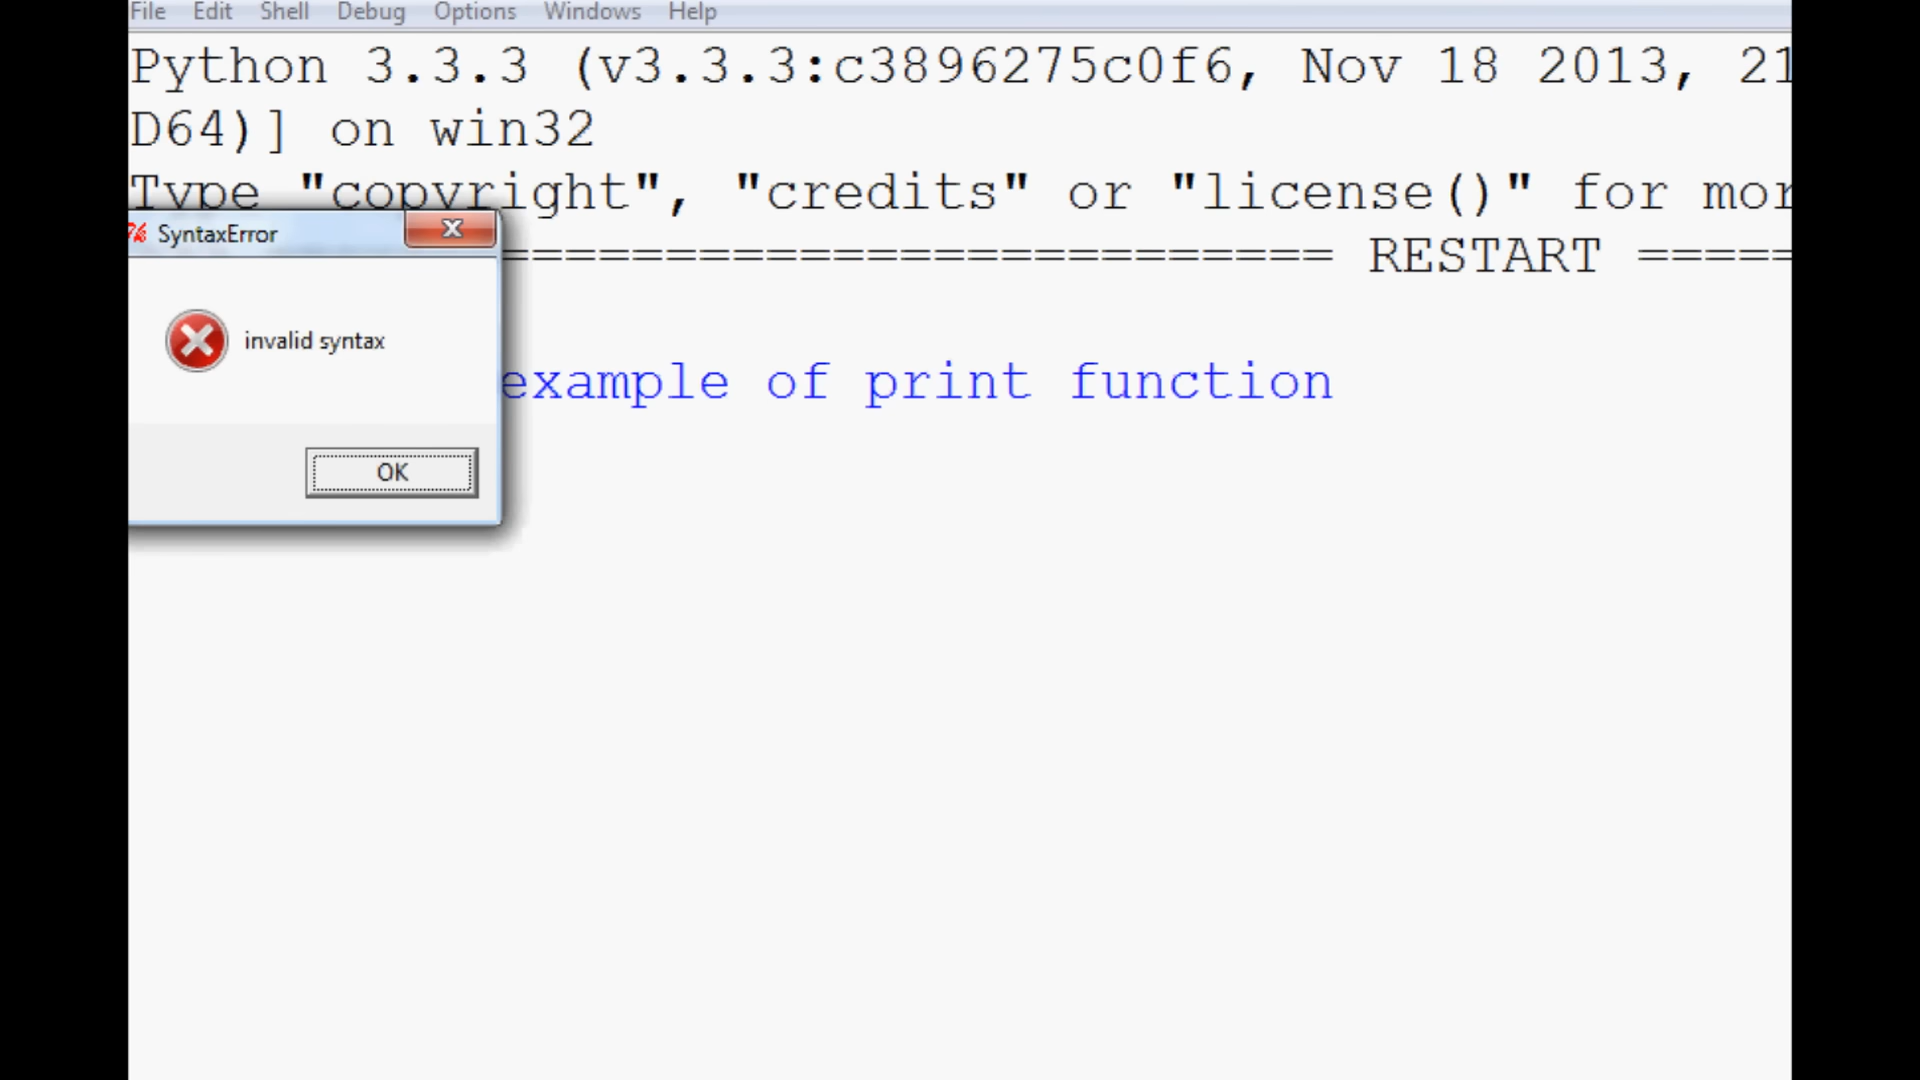 File Edit Shell Debug Options Windows Help
Python 3.3.3 (v3.3.3:c3896275c0f6, Nov 18 2013, 21
D64)] on win32
Type "copyright", "credits" or "license()" for mor
SyntaxError
========================= RESTART =====
invalid syntax
example of print function
OK